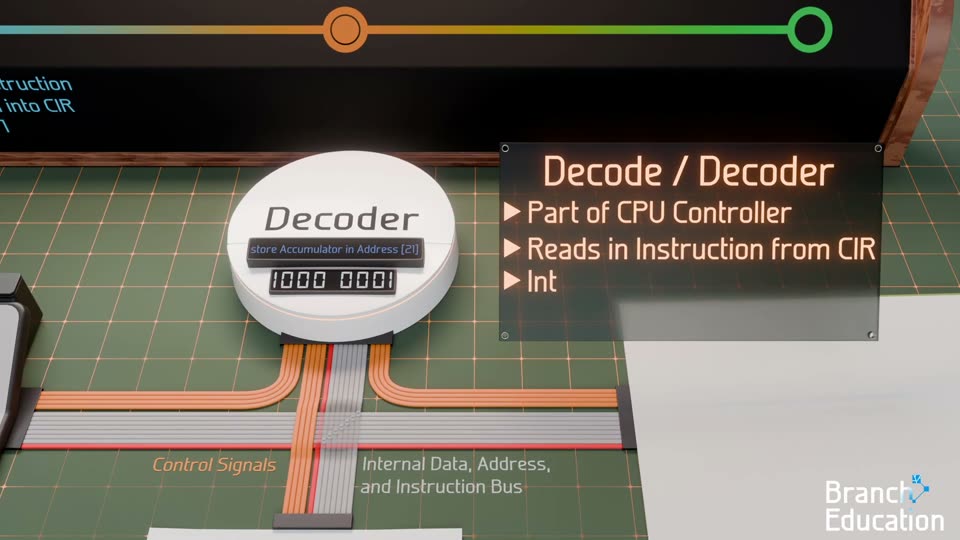 struction
into CIR
Decoder
store Accumulator in Address [21]
1000 0001
Decode / Decoder
Part of CPU Controller
Reads in Instruction from CIR
Int
Control Signals
Internal Data, Address,
and Instruction Bus
Branch
Education